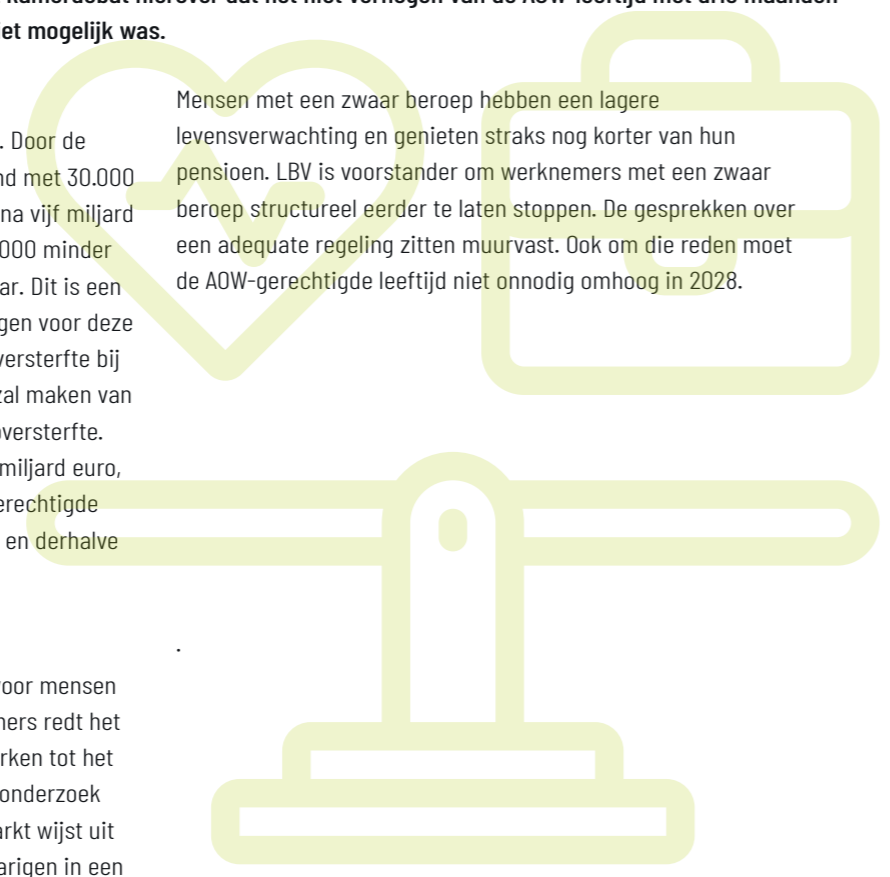 iet mogelijk was.
. Door de
nd met 30.000
na vijf miljard
000 minder
ar. Dit is een
gen voor deze
versterfte bij
zal maken van
oversterfte.
miljard euro,
erechtigde
en derhalve
voor mensen
ners redt het
rken tot het
onderzoek
arkt wijst uit
arigen in een
Mensen met een zwaar beroep hebben een lagere
levensverwachting en genieten straks nog korter van hun
pensioen. LBV is voorstander om werknemers met een zwaar
beroep structureel eerder te laten stoppen. De gesprekken over
een adequate regeling zitten muurvast. Ook om die reden moet
de AOW-gerechtigde leeftijd niet onnodig omhoog in 2028.
.